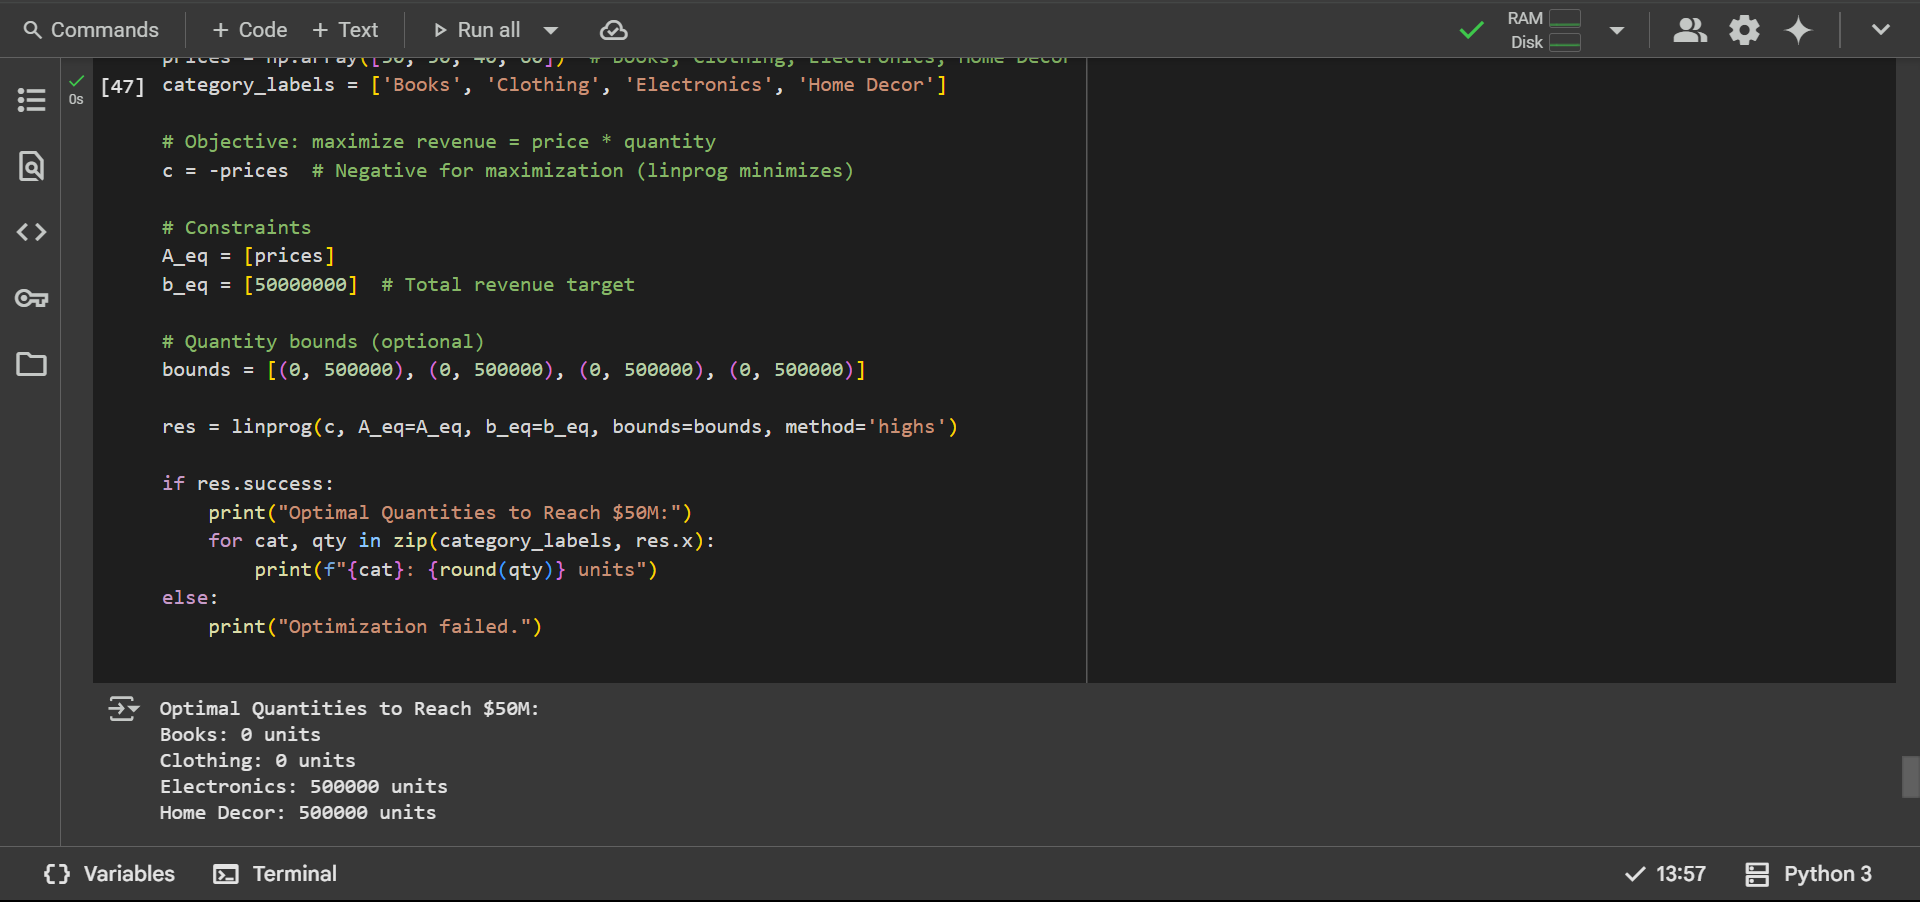 Commands + Code + Text Run all RAM Disk
prices = np.array([50, 50, 40, 60]) # Books, Clothing, Electronics, Home Decor
0s
[47] category_labels = ['Books', 'Clothing', 'Electronics', 'Home Decor']
# Objective: maximize revenue = price * quantity
c = -prices # Negative for maximization (linprog minimizes)
# Constraints
A_eq = [prices]
b_eq = [50000000] # Total revenue target
# Quantity bounds (optional)
bounds = [(0, 500000), (0, 500000), (0, 500000), (0, 500000)]
res = linprog(c, A_eq=A_eq, b_eq=b_eq, bounds=bounds, method='highs')
if res.success:
    print("Optimal Quantities to Reach $50M:")
    for cat, qty in zip(category_labels, res.x):
        print(f"{cat}: {round(qty)} units")
else:
    print("Optimization failed.")
Optimal Quantities to Reach $50M:
Books: 0 units
Clothing: 0 units
Electronics: 500000 units
Home Decor: 500000 units
{} Variables Terminal 13:57 Python 3